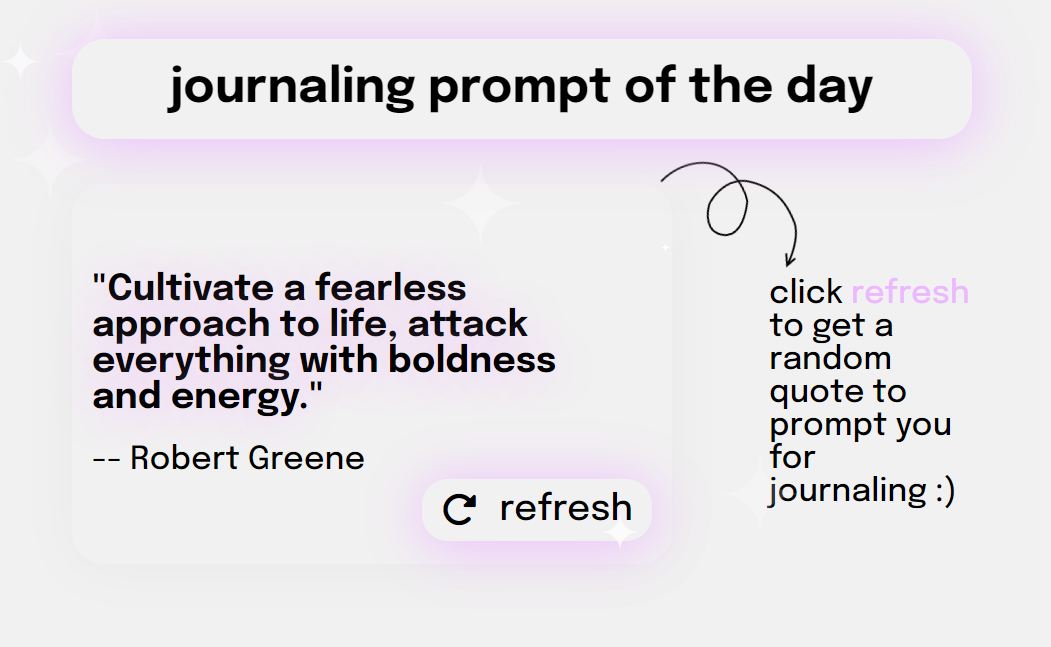 journaling prompt of the day
"Cultivate a fearless
approach to life, attack
everything with boldness
and energy."
-- Robert Greene
refresh
click refresh
to get a
random
quote to
prompt you
for
journaling :)